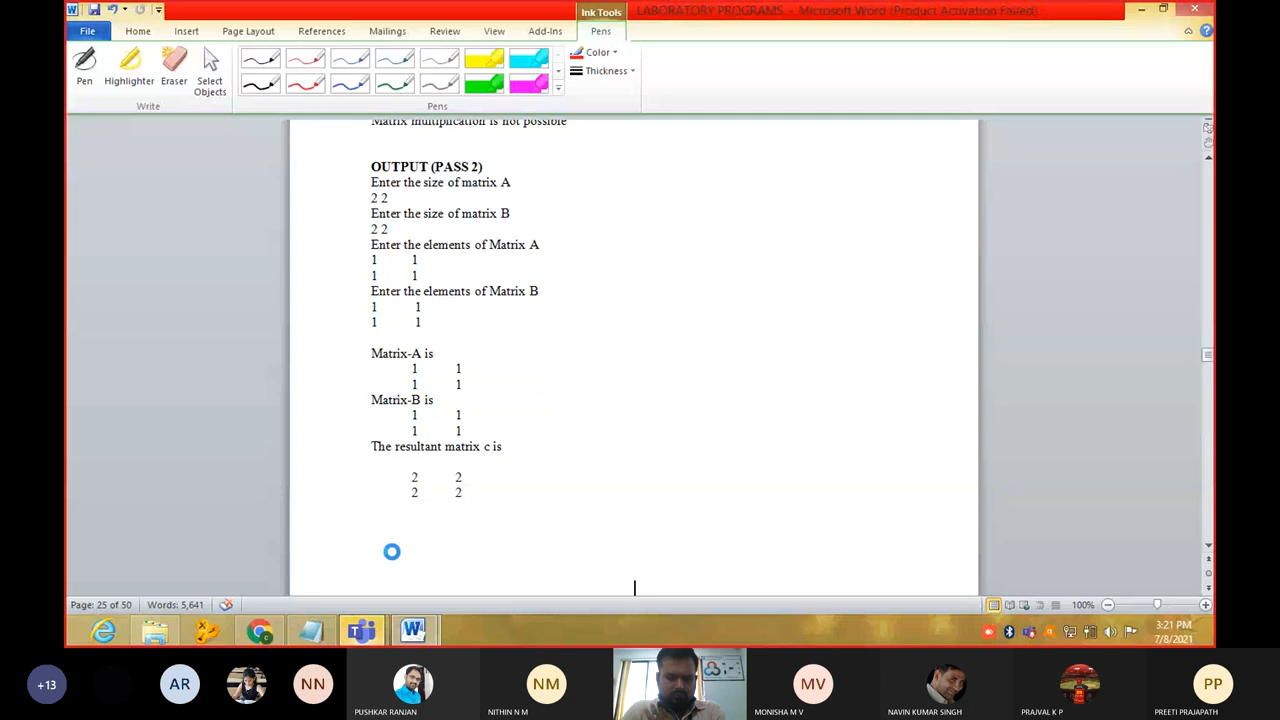 Ink Tools
LABORATORY PROGRAMS. - Microsoft Word (Product Activation Failed)
File Home Insert Page Layout References Mailings Review View Add-Ins Pens
Pen Highlighter Eraser Select Objects
Color
Thickness
Write Pens
Matrix multiplication is not possible
OUTPUT (PASS 2)
Enter the size of matrix A
2 2
Enter the size of matrix B
2 2
Enter the elements of Matrix A
1 1
1 1
Enter the elements of Matrix B
1 1
1 1
Matrix-A is
1 1
1 1
Matrix-B is
1 1
1 1
The resultant matrix c is
2 2
2 2
Page: 25 of 50 Words: 5,641 100%
3:21 PM
7/8/2021
+13 AR NN NM MV PP
PUSHKAR RANJAN NITHIN N M MONISHA M V NAVIN KUMAR SINGH PRAJVAL K P PREETI PRAJAPATH